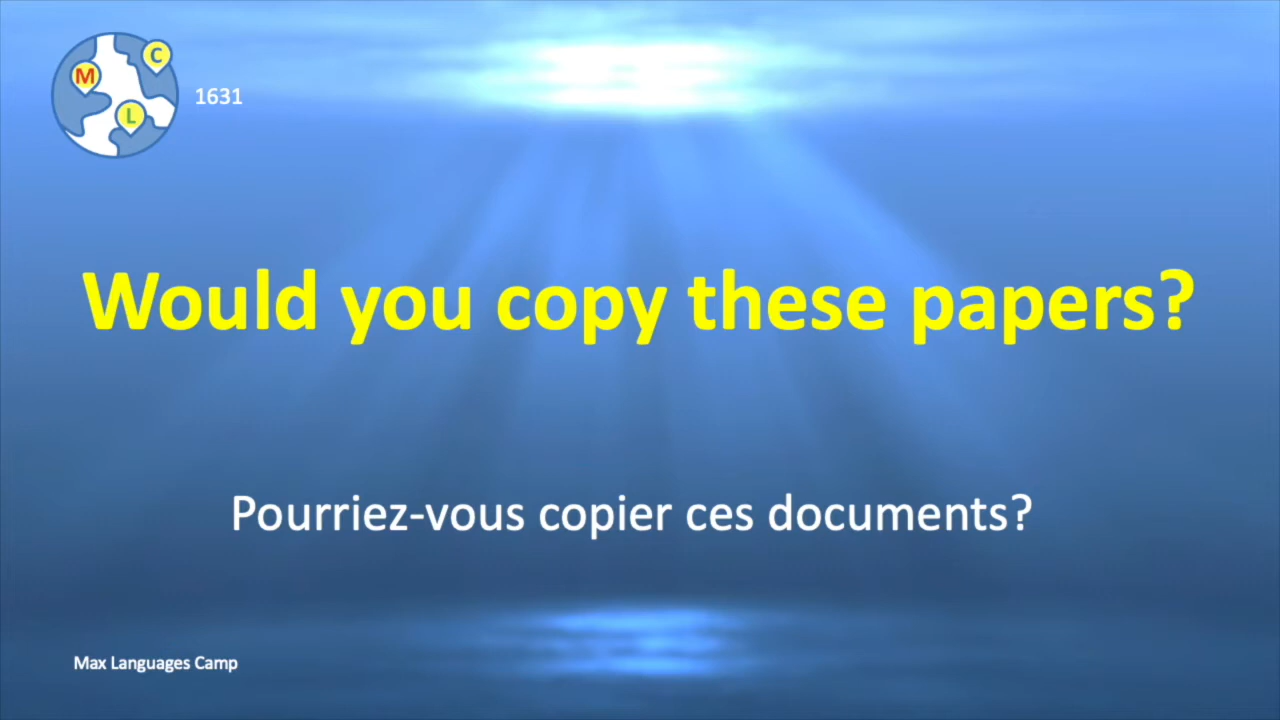 C
M
1631
L
Would you copy these papers?
Pourriez-vous copier ces documents?
Max Languages Camp